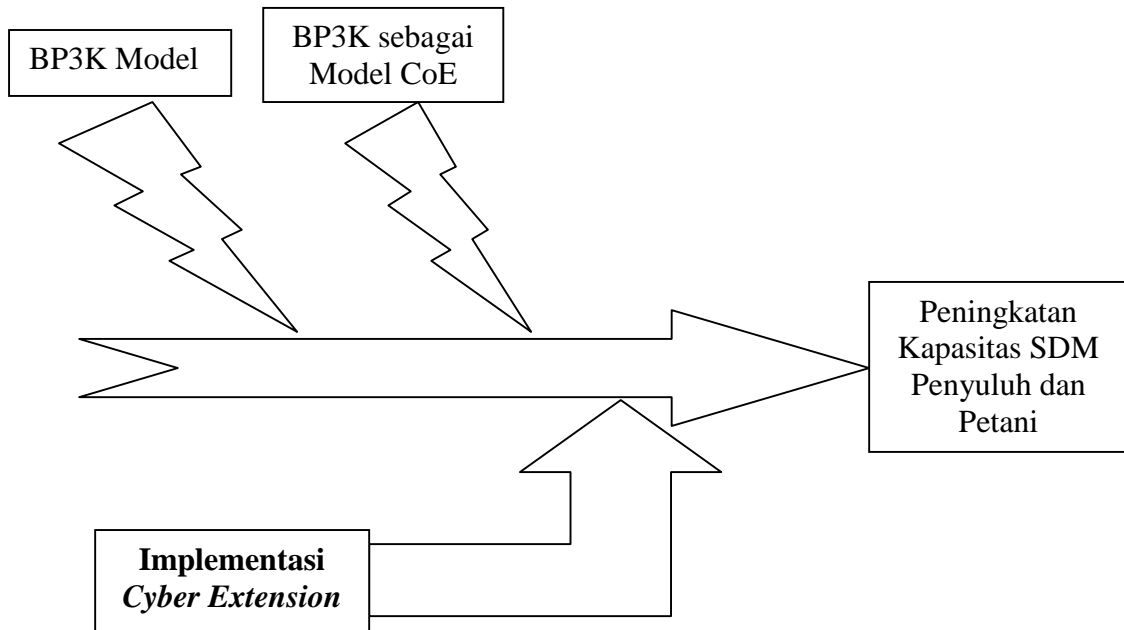 BP3K Model
BP3K sebagai
Model CoE
Peningkatan
Kapasitas SDM
Penyuluh dan
Petani
Implementasi
Cyber Extension